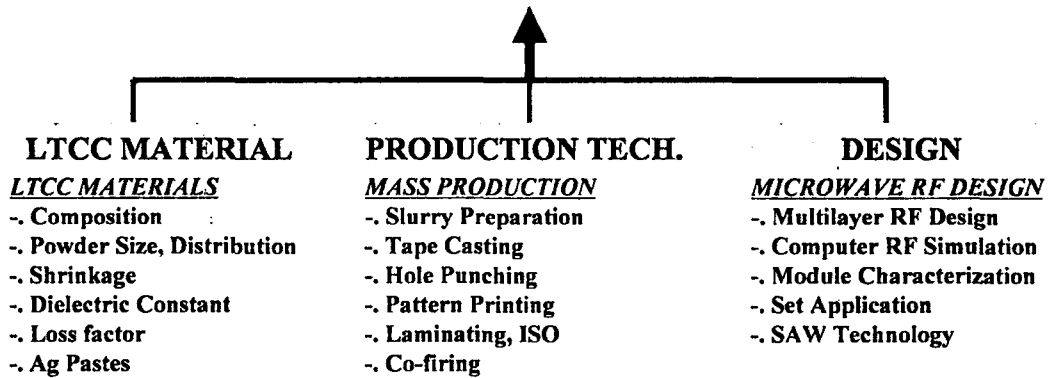 LTCC MATERIAL
LTCC MATERIALS
-. Composition
-. Powder Size, Distribution
-. Shrinkage
-. Dielectric Constant
-. Loss factor
-. Ag Pastes
PRODUCTION TECH.
MASS PRODUCTION
-. Slurry Preparation
-. Tape Casting
-. Hole Punching
-. Pattern Printing
-. Laminating, ISO
-. Co-firing
DESIGN
MICROWAVE RF DESIGN
-. Multilayer RF Design
-. Computer RF Simulation
-. Module Characterization
-. Set Application
-. SAW Technology